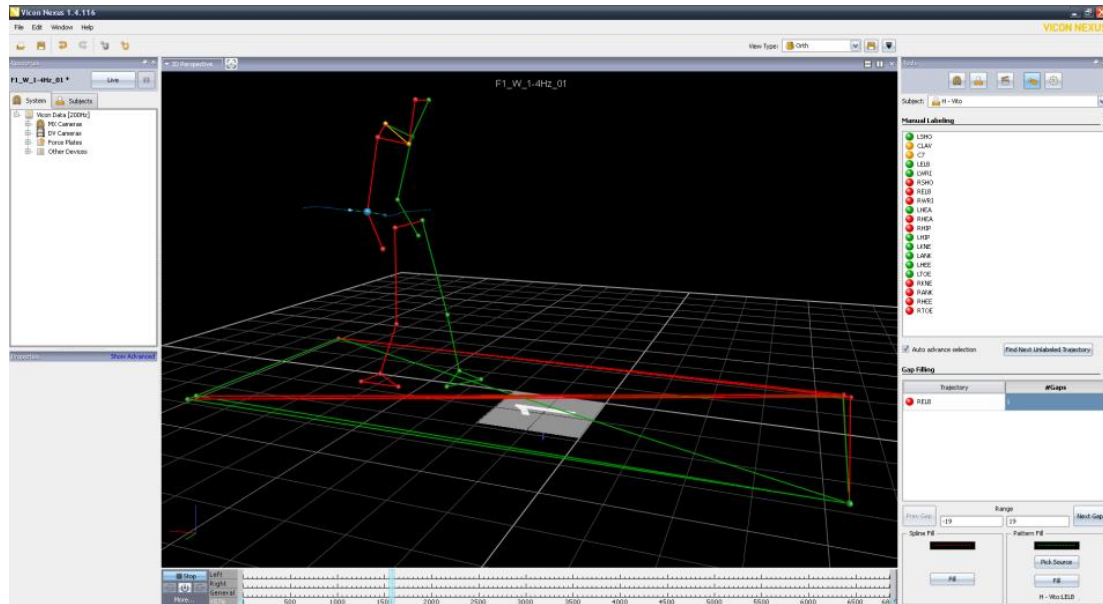 Vicon Nexus 1.4.116
File Edit Window Help
VICON NEXUS
View Type: Orth
Resources
F1_W_1-4Hz_01 * Live
System Subjects
Vicon Data [200Hz]
MX Cameras
DV Cameras
Force Plates
Other Devices
Properties Show Advanced
3D Perspective
F1_W_1-4Hz_01
1
Tools
Subject: H - Vito
Manual Labeling
LSHO
CLAV
C7
LELB
LWRI
RSHO
RELB
RWRI
LHEA
RHEA
RHIP
LHIP
LKNE
LANK
LHEE
LTOE
RKNE
RANK
RHEE
RTOE
Auto advance selection Find Next Unlabeled Trajectory
Gap Filling
Trajectory #Gaps
RELB 1
Prev Gap Range Next Gap
-19 19
Spline Fill Pattern Fill
Pick Source
Fill Fill
H - Vito:LELB
Stop Left
Right
General
More...
500 1000 1500 2000 2500 3000 3500 4000 4500 5000 5500 6000 6500